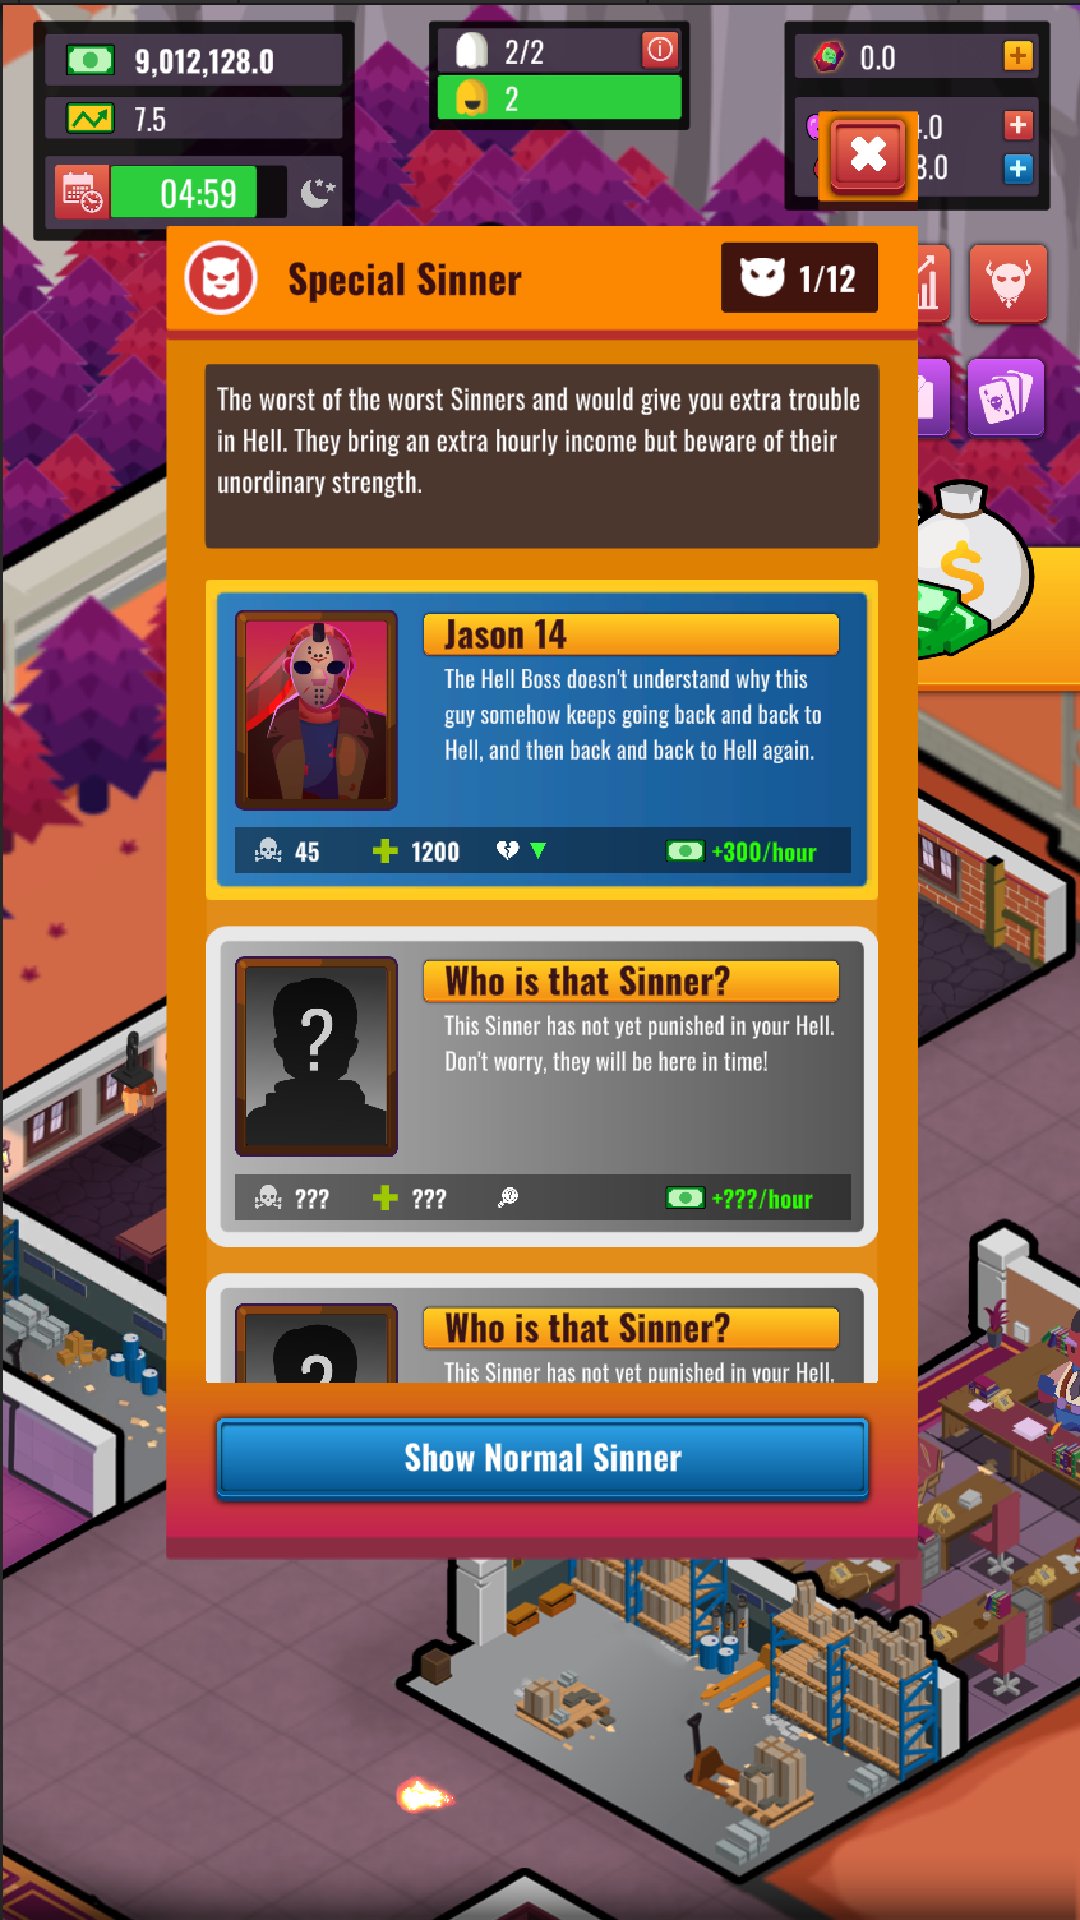 9,012,128.0
7.5
04:59
2/2
2
0.0
.0
3.0
Special Sinner
1/12
The worst of the worst Sinners and would give you extra trouble
in Hell. They bring an extra hourly income but beware of their
unordinary strength.
Jason 14
The Hell Boss doesn't understand why this
guy somehow keeps going back and back to
Hell, and then back and back to Hell again.
45
1200
+300/hour
Who is that Sinner?
This Sinner has not yet punished in your Hell.
Don't worry, they will be here in time!
?
???
???
+???/hour
Who is that Sinner?
This Sinner has not yet punished in your Hell.
?
Show Normal Sinner
$